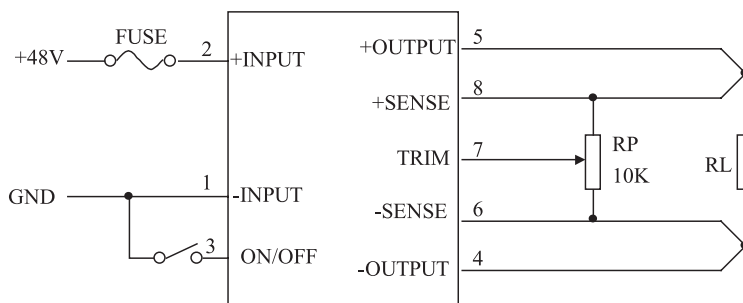 FUSE
+48V
2
+INPUT
+OUTPUT
5
+SENSE
8
TRIM
7
RP
10K
RL
GND
1
-INPUT
-SENSE
6
3
ON/OFF
-OUTPUT
4